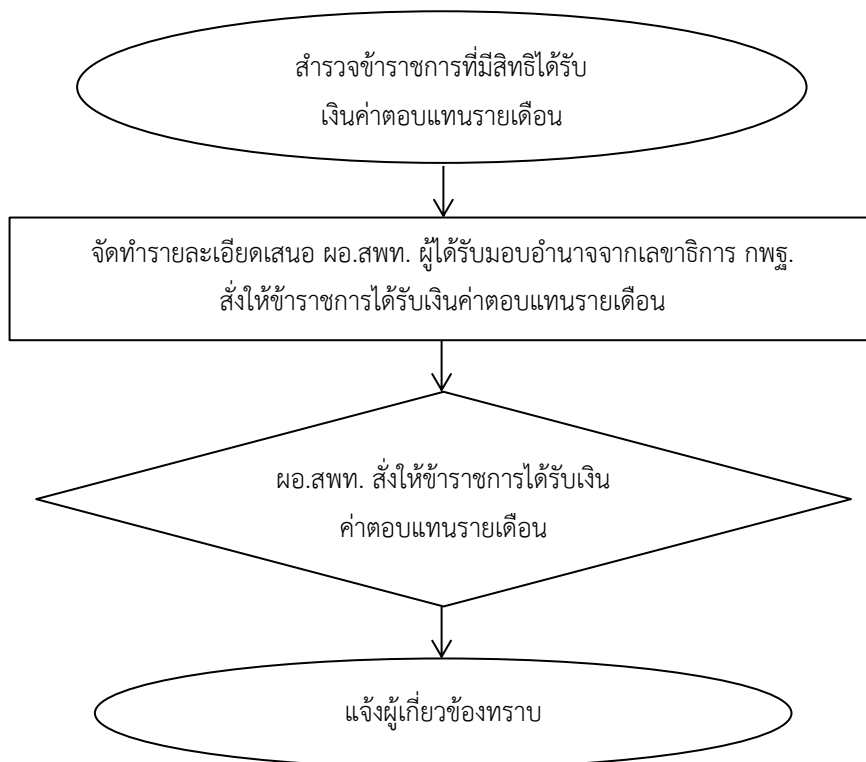 สำรวจข้าราชการที่มีสิทธิได้รับ
เงินค่าตอบแทนรายเดือน
จัดทำรายละเอียดเสนอ ผอ.สพท. ผู้ได้รับมอบอำนาจจากเลขาธิการ กพฐ.
สั่งให้ข้าราชการได้รับเงินค่าตอบแทนรายเดือน
ผอ.สพท. สั่งให้ข้าราชการได้รับเงิน
ค่าตอบแทนรายเดือน
แจ้งผู้เกี่ยวข้องทราบ